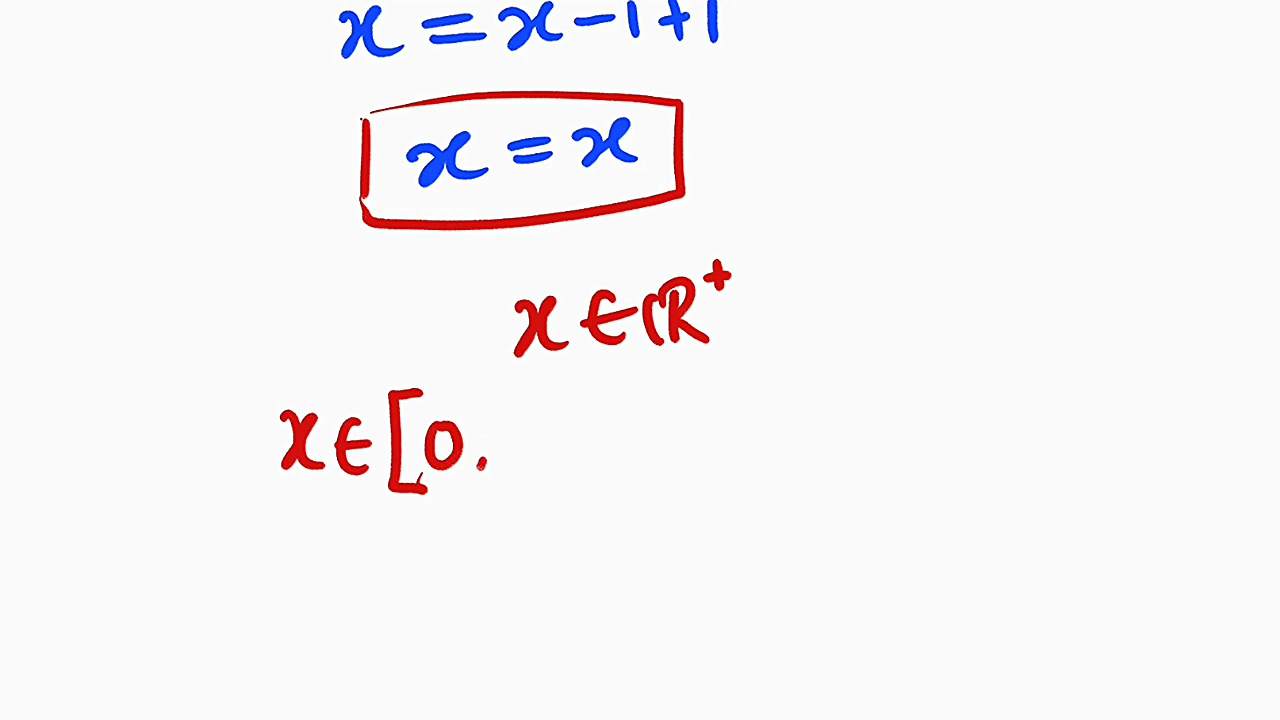 x = x - 1 + 1
x = x
x ∈ ℝ⁺
x ∈ [0.